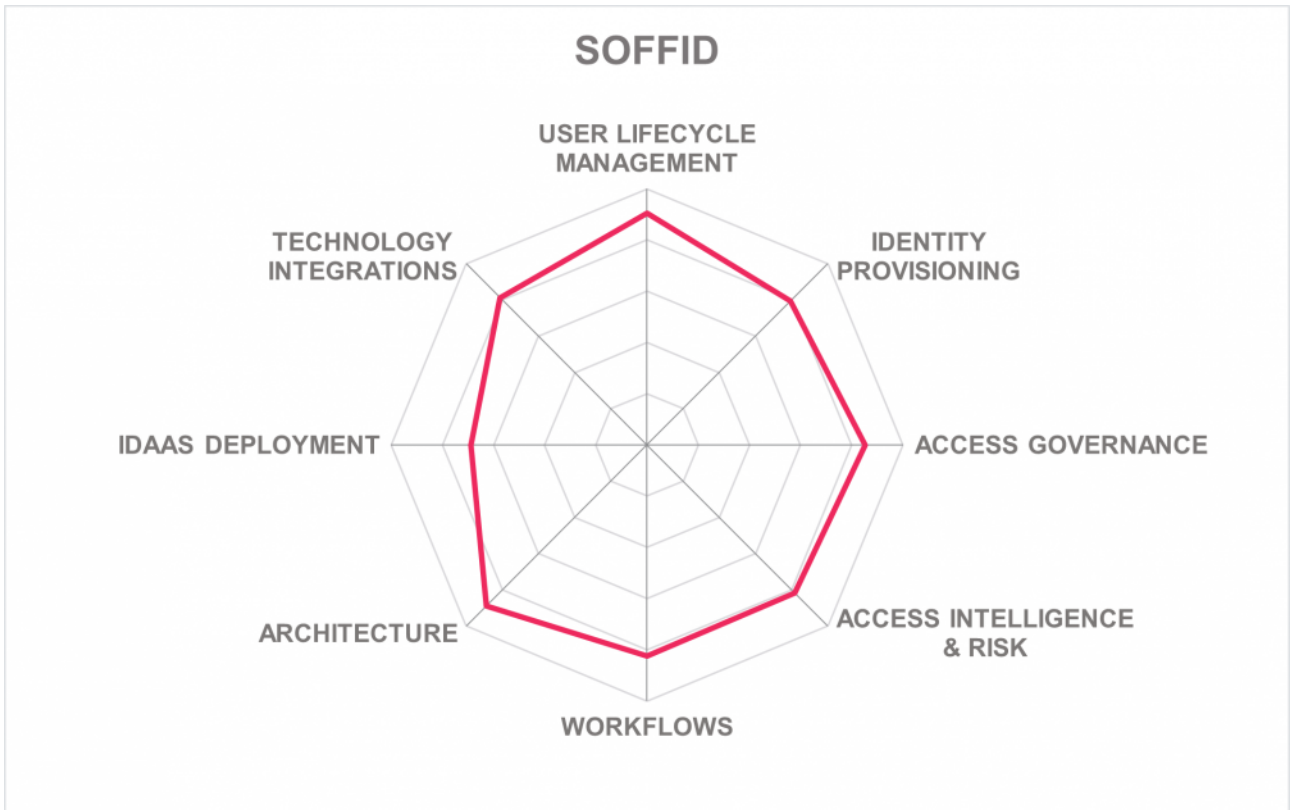 SOFFID
USER LIFECYCLE
MANAGEMENT
TECHNOLOGY
INTEGRATIONS
IDENTITY
PROVISIONING
IDAAS DEPLOYMENT
ACCESS GOVERNANCE
ARCHITECTURE
ACCESS INTELLIGENCE
& RISK
WORKFLOWS